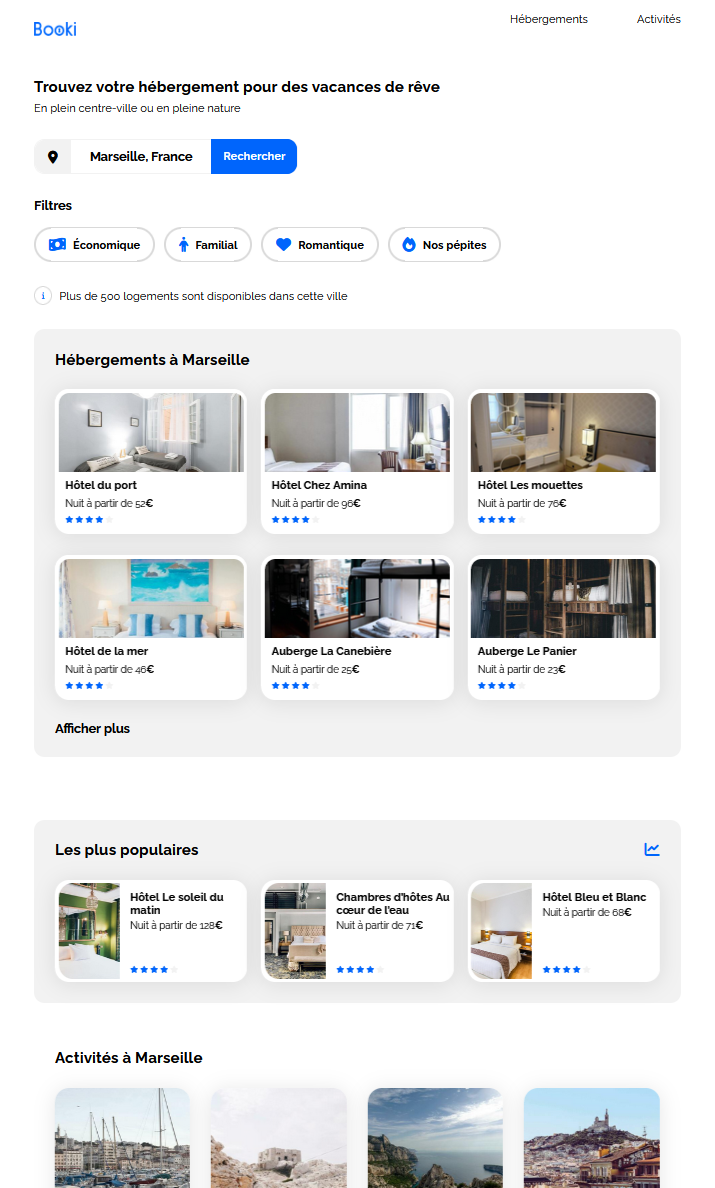 Booki
Hébergements
Activités
Trouvez votre hébergement pour des vacances de rêve
En plein centre-ville ou en pleine nature
Marseille, France
Rechercher
Filtres
Économique
Familial
Romantique
Nos pépites
i
Plus de 500 logements sont disponibles dans cette ville
Hébergements à Marseille
Hôtel du port
Nuit à partir de 52€
Hôtel Chez Amina
Nuit à partir de 96€
Hôtel Les mouettes
Nuit à partir de 76€
Hôtel de la mer
Nuit à partir de 46€
Auberge La Canebière
Nuit à partir de 25€
Auberge Le Panier
Nuit à partir de 23€
Afficher plus
Les plus populaires
Hôtel Le soleil du
matin
Nuit à partir de 128€
Chambres d'hôtes Au
cœur de l'eau
Nuit à partir de 71€
Hôtel Bleu et Blanc
Nuit à partir de 68€
Activités à Marseille